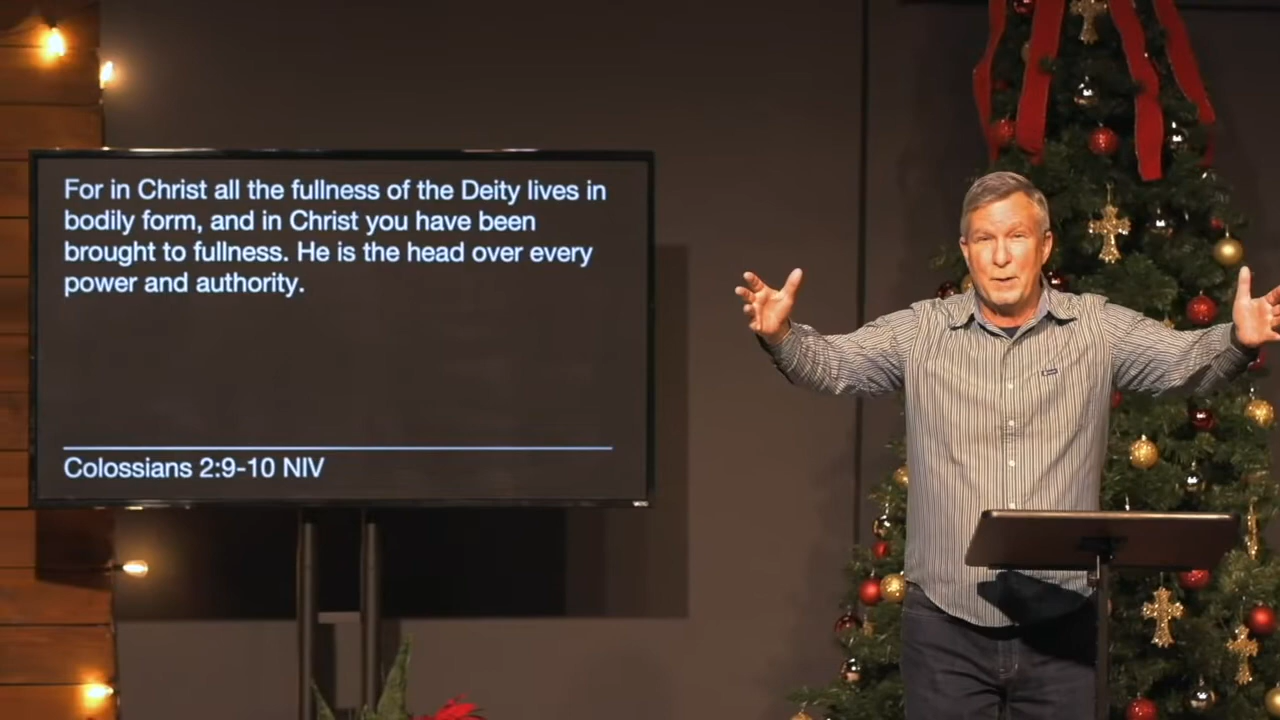 For in Christ all the fullness of the Deity lives in
bodily form, and in Christ you have been
brought to fullness. He is the head over every
power and authority.
Colossians 2:9-10 NIV